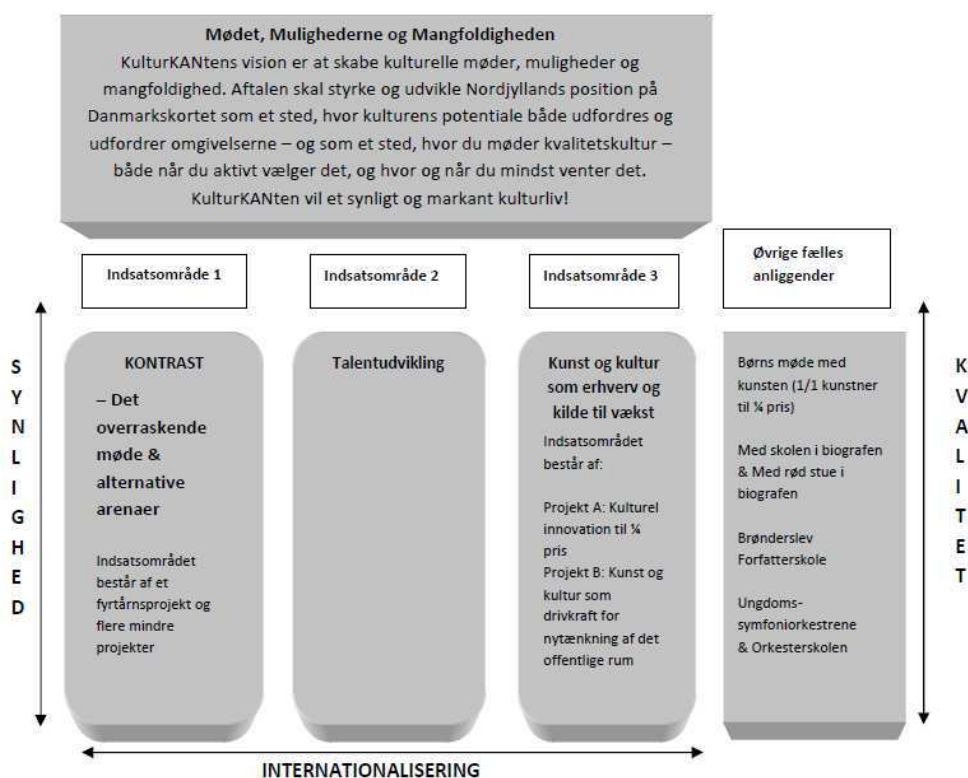 Mødet, Mulighederne og Mangfoldigheden
KulturKANtens vision er at skabe kulturelle møder, muligheder og
mangfoldighed. Aftalen skal styrke og udvikle Nordjyllands position på
Danmarkskortet som et sted, hvor kulturens potentiale både udfordres og
udfordrer omgivelserne – og som et sted, hvor du møder kvalitetskultur –
både når du aktivt vælger det, og hvor og når du mindst venter det.
KulturKANten vil et synligt og markant kulturliv!
Indsatsområde 1
Indsatsområde 2
Indsatsområde 3
Øvrige fælles
anliggender
SYNLIGHED
KONTRAST
– Det
overraskende
møde &
alternative
arenaer
Indsatsområdet
består af et
fyrtårnsprojekt og
flere mindre
projekter
Talentudvikling
Kunst og kultur
som erhverv og
kilde til vækst
Indsatsområdet
består af:
Projekt A: Kulturel
innovation til ¼
pris
Projekt B: Kunst og
kultur som
drivkraft for
nytænkning af det
offentlige rum
Børns møde med
kunsten (1/1 kunstner
til ¼ pris)
Med skolen i biografen
& Med rød stue i
biografen
Brønderslev
Forfatterskole
Ungdoms-
symfoniorkestrene
& Orkesterskolen
KVALITET
INTERNATIONALISERING